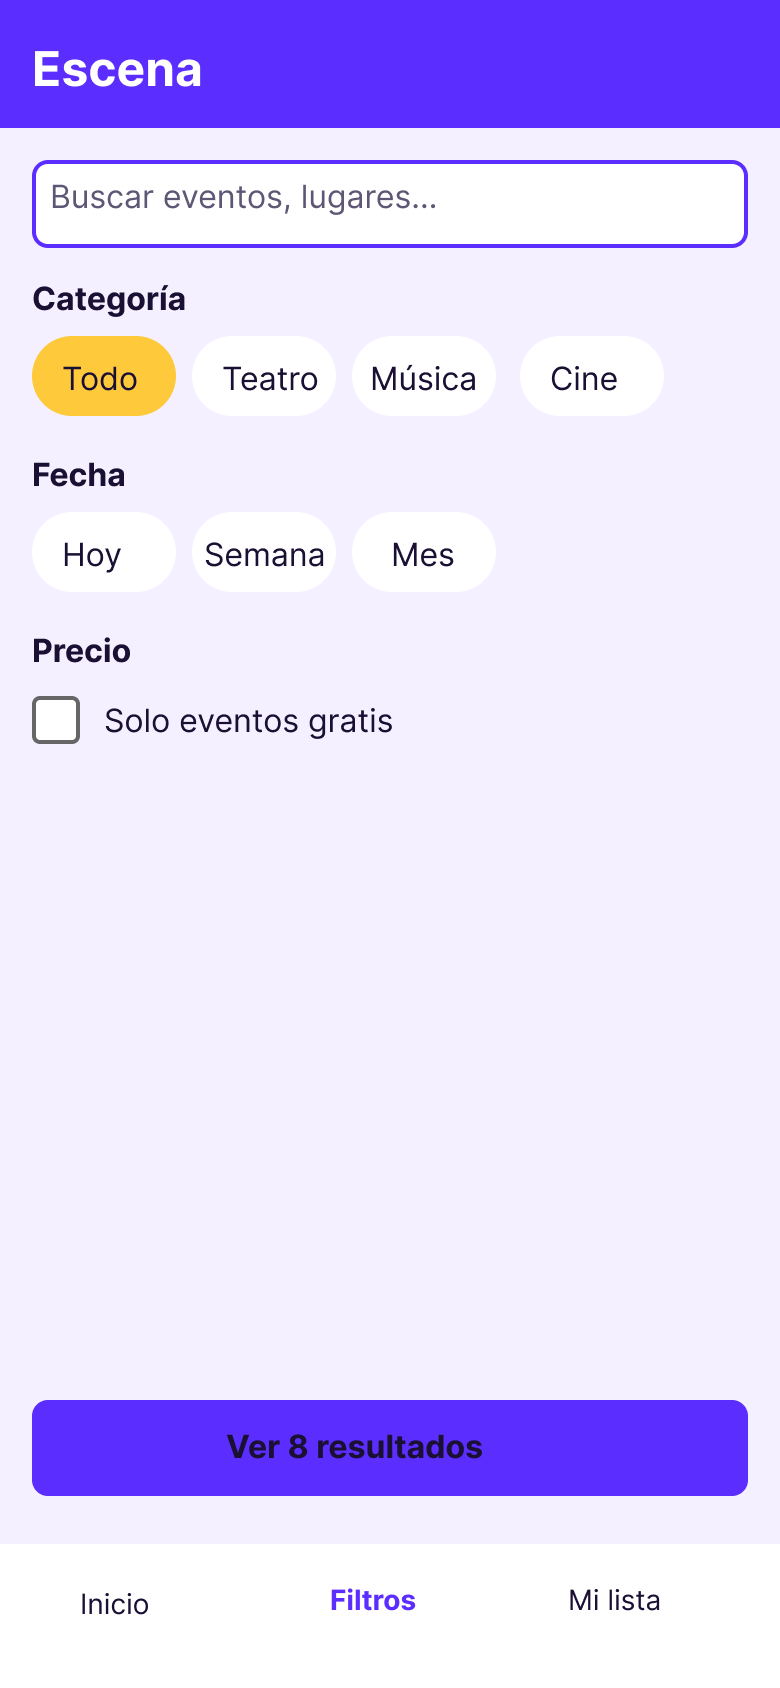 Escena
Buscar eventos, lugares...
Categoría
Todo Teatro Música Cine
Fecha
Hoy Semana Mes
Precio
Solo eventos gratis
Ver 8 resultados
Inicio Filtros Mi lista